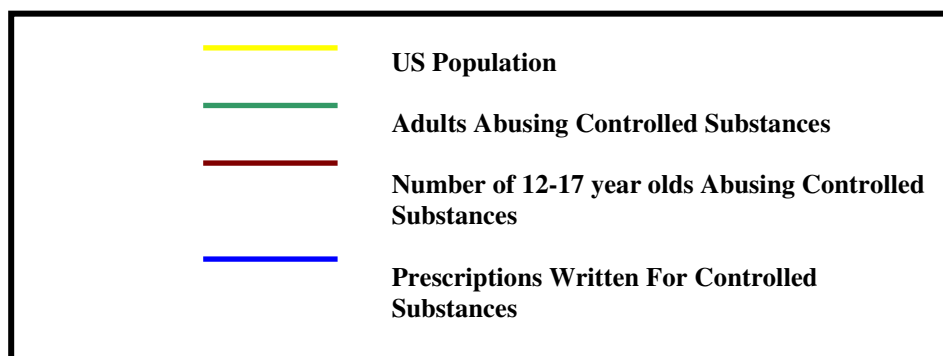 US Population
Adults Abusing Controlled Substances
Number of 12-17 year olds Abusing Controlled
Substances
Prescriptions Written For Controlled
Substances